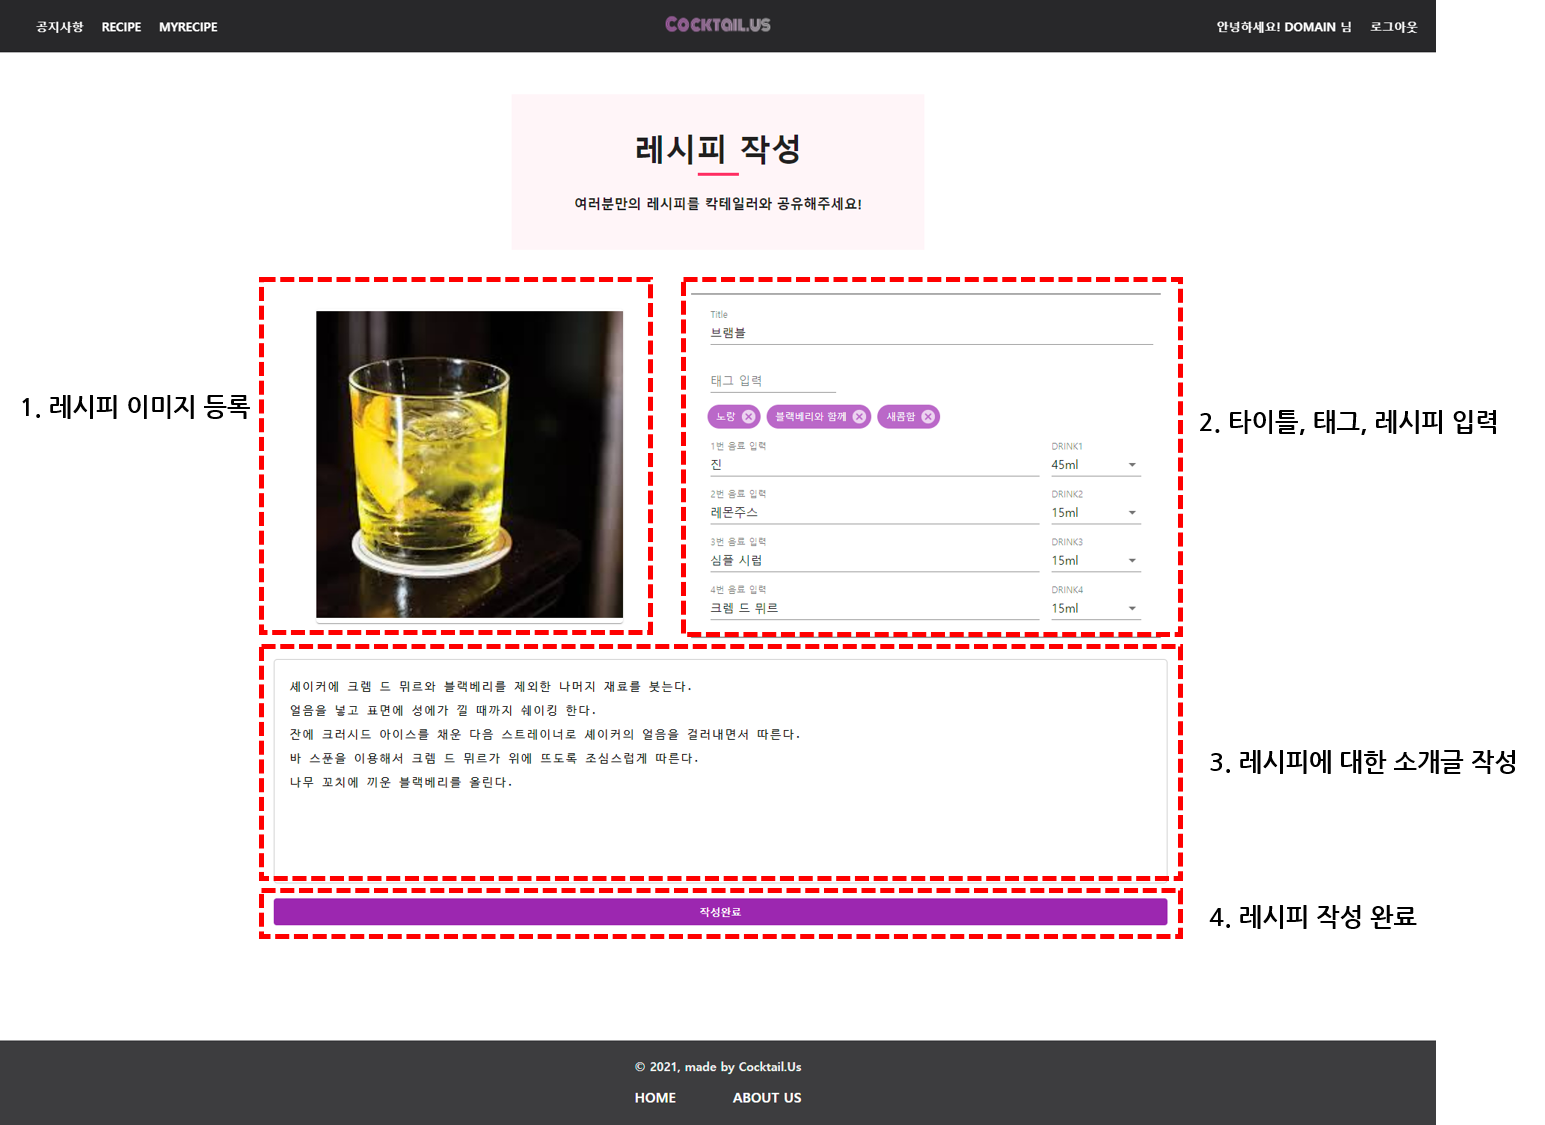 공지사항 RECIPE MYRECIPE COCKTAIL.US 안녕하세요! DOMAIN 님 로그아웃
레시피 작성
여러분만의 레시피를 칵테일러와 공유해주세요!
1. 레시피 이미지 등록
Title
브램블
태그 입력
노랑 블랙베리와 함께 새콤함
1번 음료 입력 DRINK1
진 45ml
2번 음료 입력 DRINK2
레몬주스 15ml
3번 음료 입력 DRINK3
심플 시럽 15ml
4번 음료 입력 DRINK4
크렘 드 뮈르 15ml
2. 타이틀, 태그, 레시피 입력
셰이커에 크렘 드 뮈르와 블랙베리를 제외한 나머지 재료를 붓는다.
얼음을 넣고 표면에 성에가 낄 때까지 쉐이킹 한다.
잔에 크러시드 아이스를 채운 다음 스트레이너로 셰이커의 얼음을 걸러내면서 따른다.
바 스푼을 이용해서 크렘 드 뮈르가 위에 뜨도록 조심스럽게 따른다.
나무 꼬치에 끼운 블랙베리를 올린다.
3. 레시피에 대한 소개글 작성
작성완료
4. 레시피 작성 완료
© 2021, made by Cocktail.Us
HOME ABOUT US